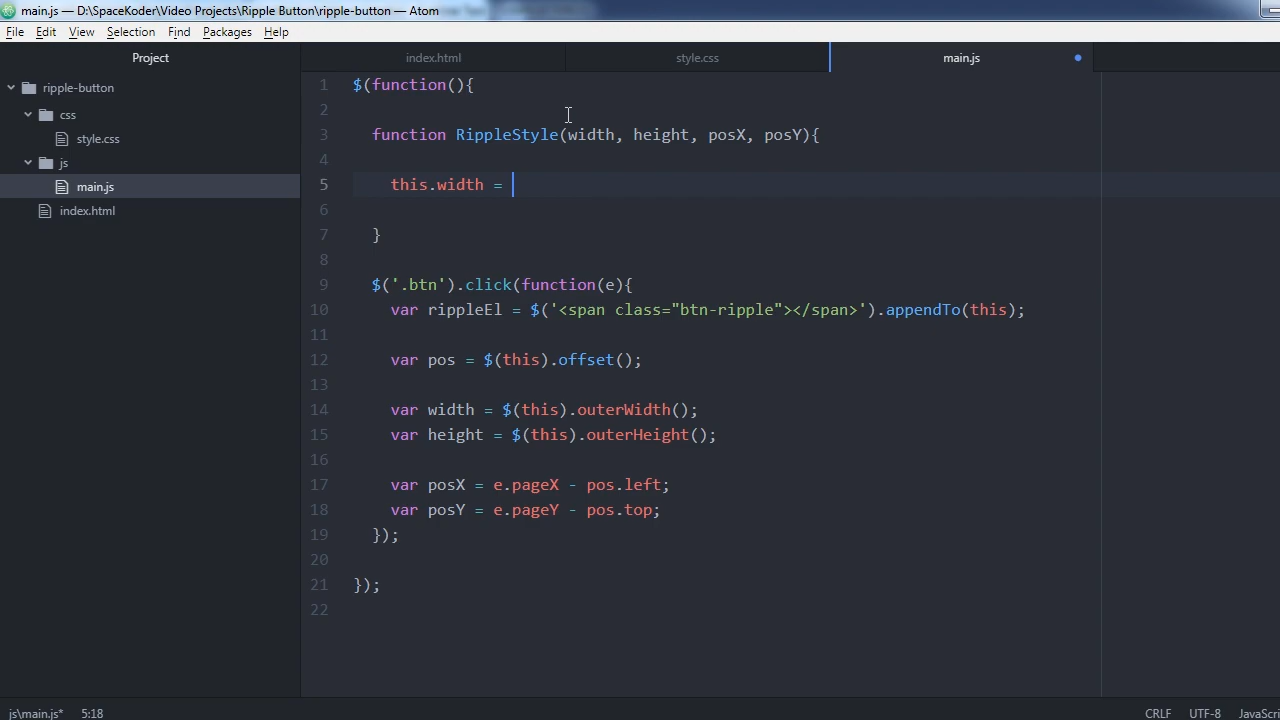 main.js — D:\SpaceKoder\Video Projects\Ripple Button\ripple-button — Atom
File Edit View Selection Find Packages Help
Project index.html style.css main.js
ripple-button
css
style.css
js
main.js
index.html
1 $(function(){
2
3 function RippleStyle(width, height, posX, posY){
4
5 this.width =
6
7 }
8
9 $('.btn').click(function(e){
10 var rippleEl = $('<span class="btn-ripple"></span>').appendTo(this);
11
12 var pos = $(this).offset();
13
14 var width = $(this).outerWidth();
15 var height = $(this).outerHeight();
16
17 var posX = e.pageX - pos.left;
18 var posY = e.pageY - pos.top;
19 });
20
21 });
22
js\main.js* 5:18 CRLF UTF-8 JavaScri